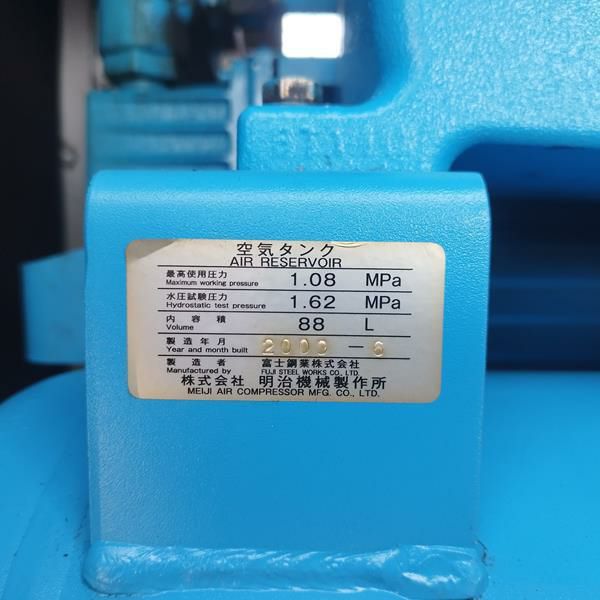 空気タンク
AIR RESERVOIR
最高使用圧力 1.08 MPa
Maximum working pressure
水圧試験圧力 1.62 MPa
Hydrostatic test pressure
内容積 88 L
Volume
製造年月 2000-6
Year and month built
製造者 富士鋼業株式会社
Manufactured by FUJI STEEL WORKS CO., LTD.
株式会社 明治機械製作所
MEIJI AIR COMPRESSOR MFG. CO., LTD.